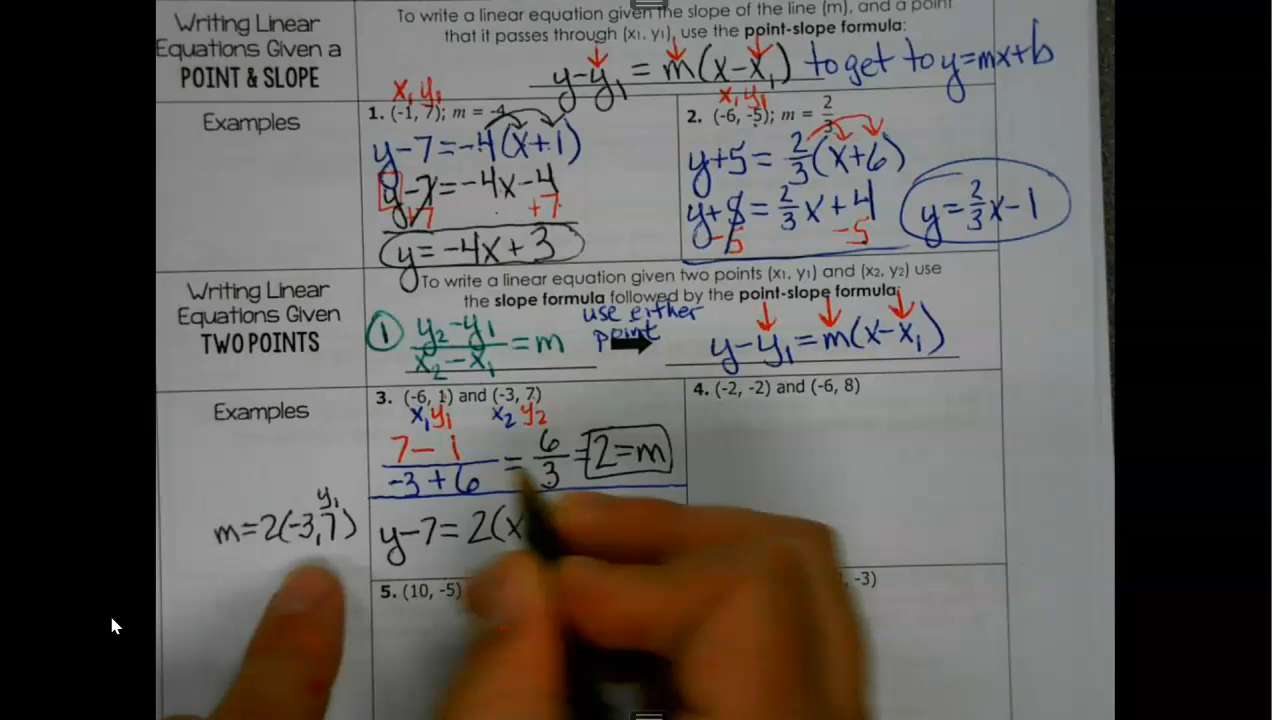 Writing Linear Equations Given a POINT & SLOPE
To write a linear equation given the slope of the line (m), and a point
that it passes through (x₁, y₁), use the point-slope formula:
y-y₁ = m(x-x₁) to get to y=mx+b
Examples
x₁ y₁
1. (-1, 7); m = -4
y-7=-4(x+1)
y-7=-4x-4
+7 +7
y=-4x+3
x₁ y₁
2. (-6, -5); m = 2/3
y+5 = 2/3(x+6)
y+5 = 2/3x+4
-5 -5
y=2/3x-1
Writing Linear Equations Given TWO POINTS
To write a linear equation given two points (x₁, y₁) and (x₂, y₂) use
the slope formula followed by the point-slope formula:
① y₂-y₁/x₂-x₁ = m
use either point
y-y₁=m(x-x₁)
Examples
3. (-6, 1) and (-3, 7)
x₁ y₁ x₂ y₂
7-1/-3+6 = 6/3 = 2=m
y₁
m=2(-3,7)
y-7=2(x
4. (-2, -2) and (-6, 8)
5. (10, -5)
, -3)